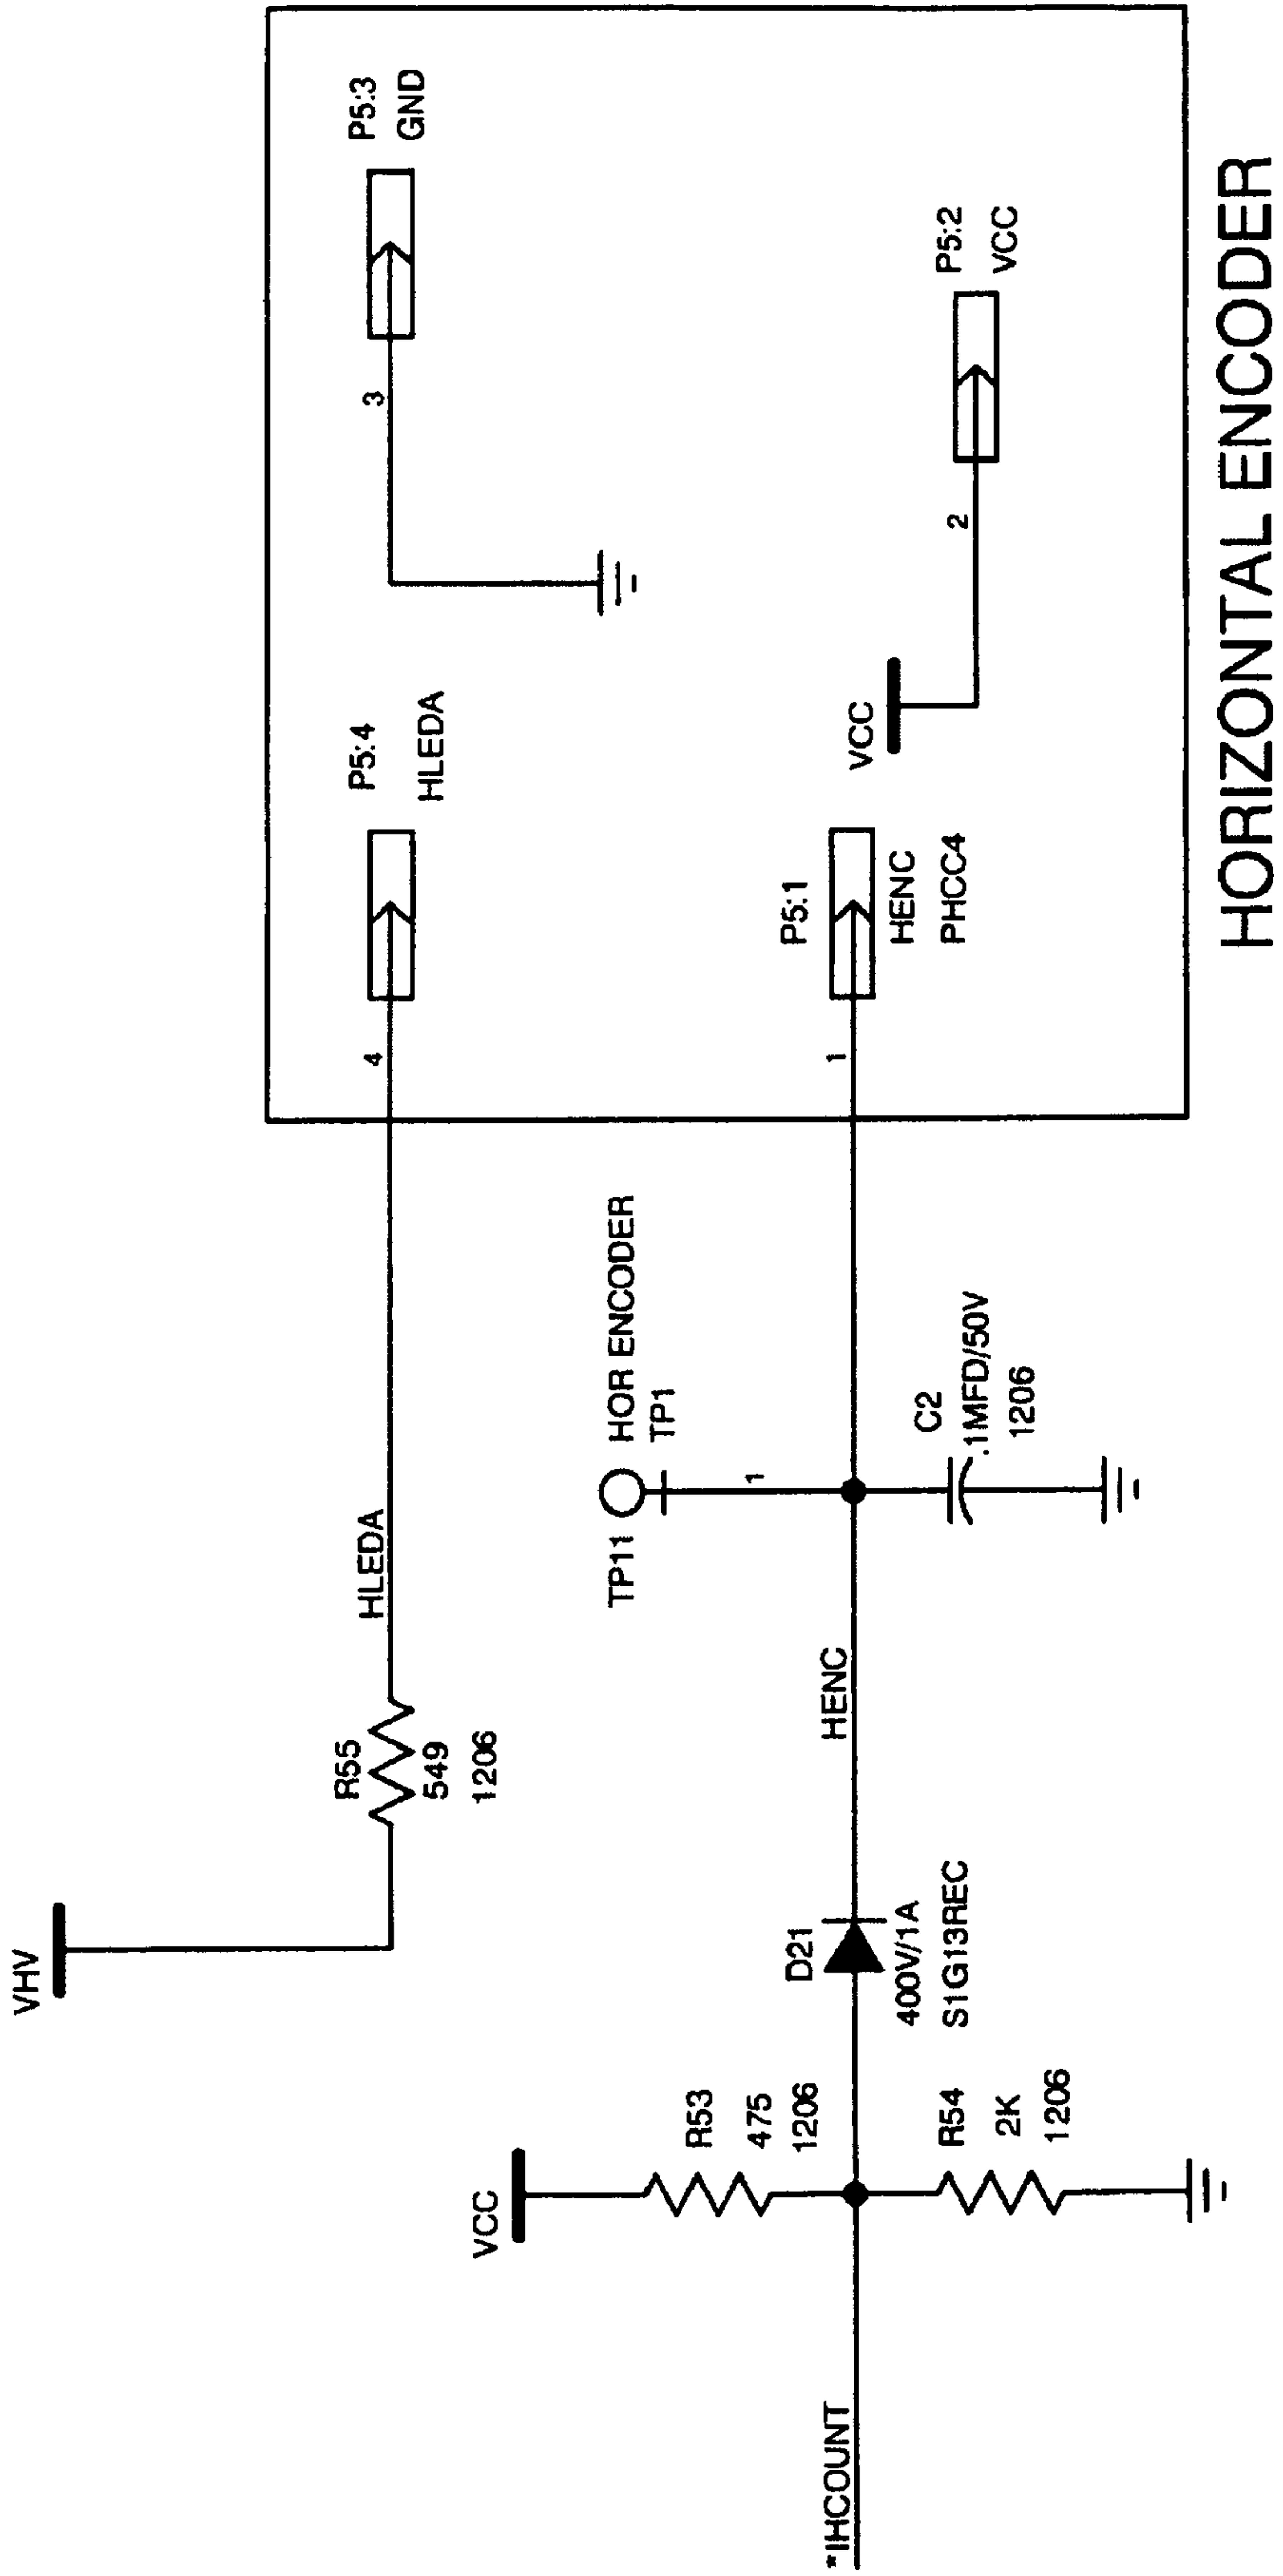 VHV
R55
549
1206
HLEDA
P5:4
HLEDA
4
P5:3
GND
3
VCC
R53
475
1206
*IHCOUNT
R54
2K
1206
D21
400V/1A
S1G13REC
HENC
TP11
HOR ENCODER
TP1
1
C2
.1MFD/50V
1206
1
P5:1
HENC
PHCC4
VCC
2
P5:2
VCC
HORIZONTAL ENCODER